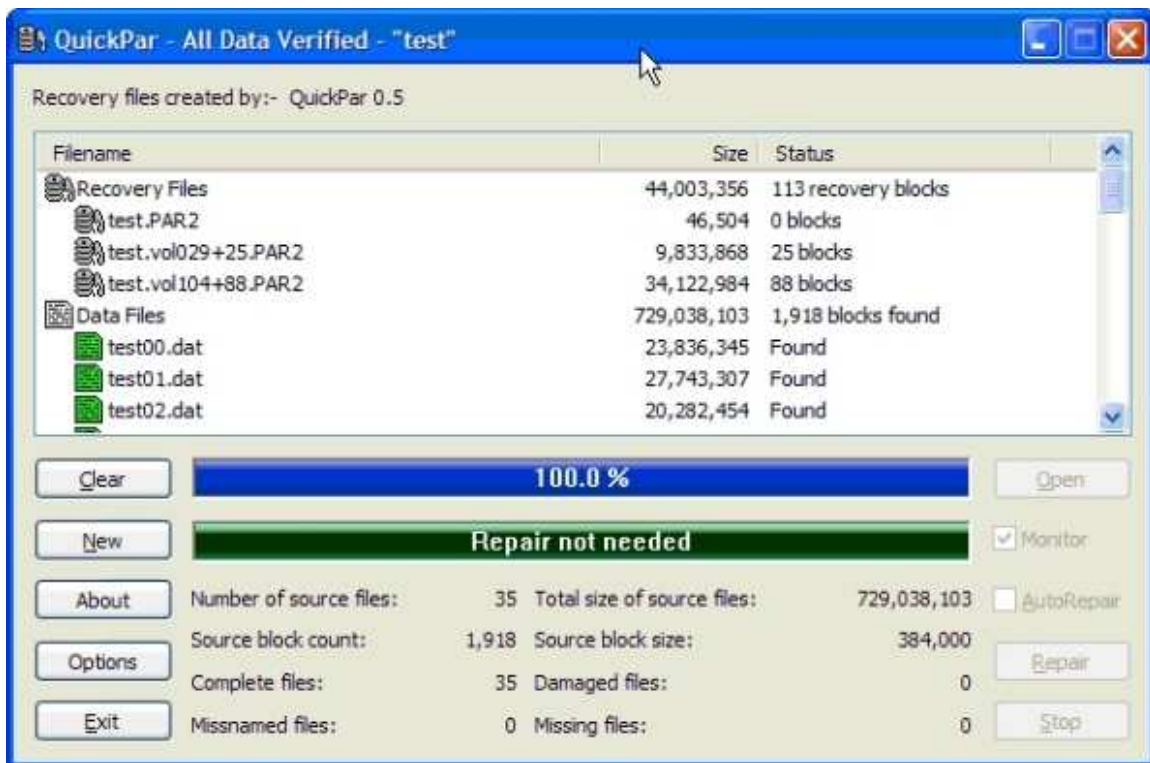 QuickPar - All Data Verified - "test"
Recovery files created by:- QuickPar 0.5
Filename Size Status
Recovery Files 44,003,356 113 recovery blocks
test.PAR2 46,504 0 blocks
test.vol029+25.PAR2 9,833,868 25 blocks
test.vol104+88.PAR2 34,122,984 88 blocks
Data Files 729,038,103 1,918 blocks found
test00.dat 23,836,345 Found
test01.dat 27,743,307 Found
test02.dat 20,282,454 Found
Clear 100.0 % Open
New Repair not needed Monitor
About Number of source files: 35 Total size of source files: 729,038,103 AutoRepair
Source block count: 1,918 Source block size: 384,000
Options Repair
Complete files: 35 Damaged files: 0
Exit Missnamed files: 0 Missing files: 0 Stop